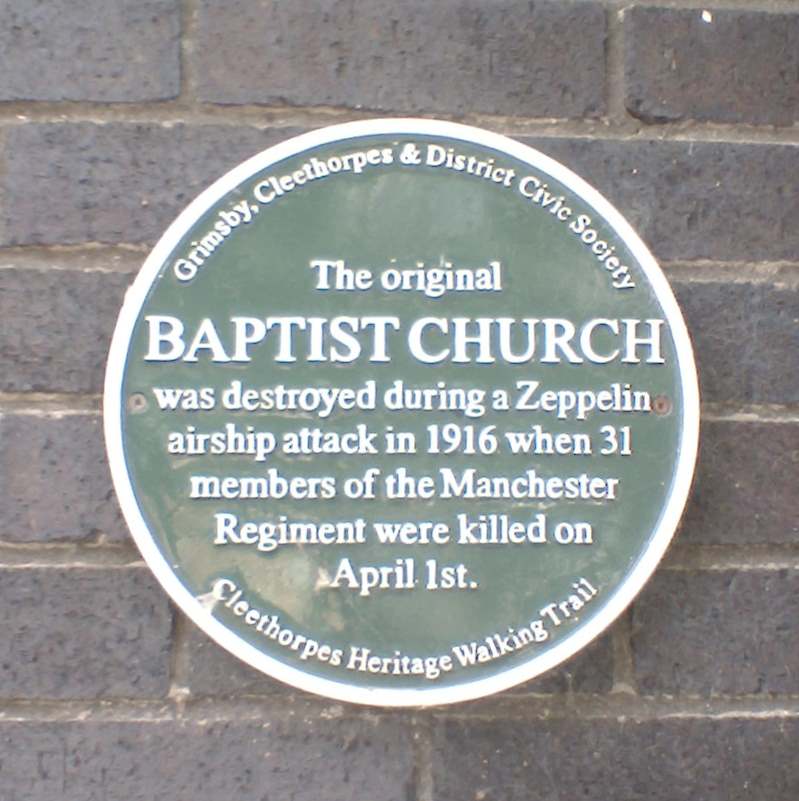 Grimsby, Cleethorpes & District Civic Society
The original
BAPTIST CHURCH
was destroyed during a Zeppelin
airship attack in 1916 when 31
members of the Manchester
Regiment were killed on
April 1st.
Cleethorpes Heritage Walking Trail